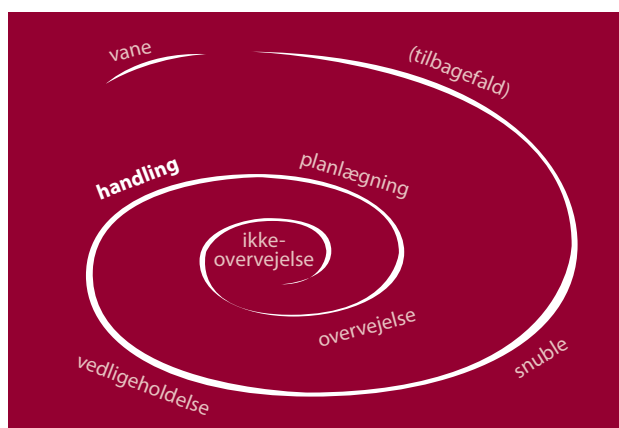 vane
(tilbagefald)
handling
planlægning
ikke-
overvejelse
overvejelse
snuble
vedligeholdelse